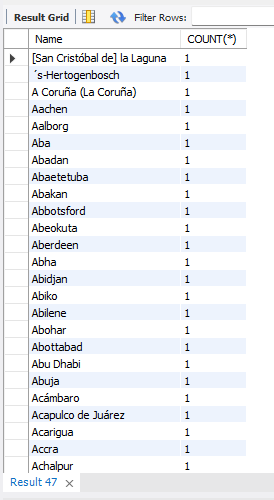 Result Grid Filter Rows:
Name COUNT(*)
[San Cristóbal de] la Laguna 1
´s-Hertogenbosch 1
A Coruña (La Coruña) 1
Aachen 1
Aalborg 1
Aba 1
Abadan 1
Abaetetuba 1
Abakan 1
Abbotsford 1
Abeokuta 1
Aberdeen 1
Abha 1
Abidjan 1
Abiko 1
Abilene 1
Abohar 1
Abottabad 1
Abu Dhabi 1
Abuja 1
Acámbaro 1
Acapulco de Juárez 1
Acarigua 1
Accra 1
Achalpur 1
Result 47 ×